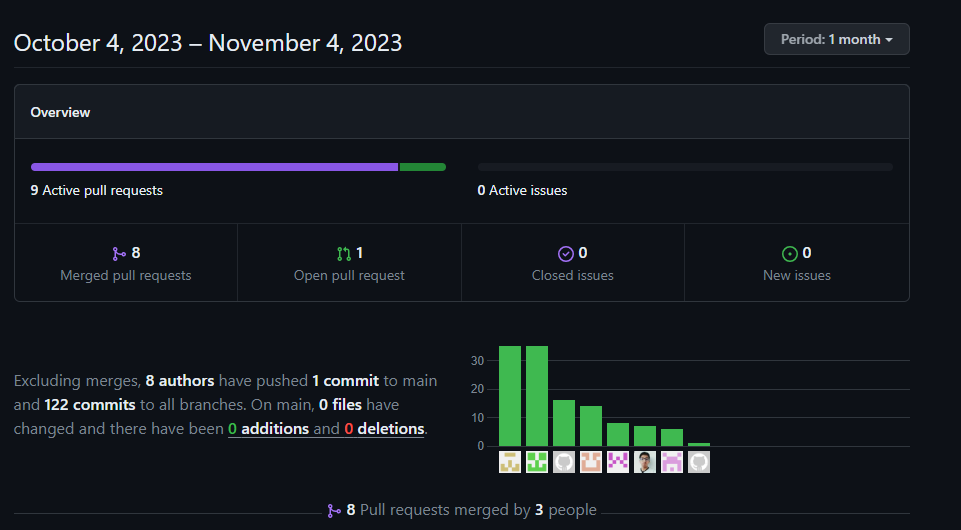 October 4, 2023 – November 4, 2023
Period: 1 month
Overview
9 Active pull requests
0 Active issues
8
Merged pull requests
1
Open pull request
0
Closed issues
0
New issues
Excluding merges, 8 authors have pushed 1 commit to main
and 122 commits to all branches. On main, 0 files have
changed and there have been 0 additions and 0 deletions.
30
20
10
0
8 Pull requests merged by 3 people